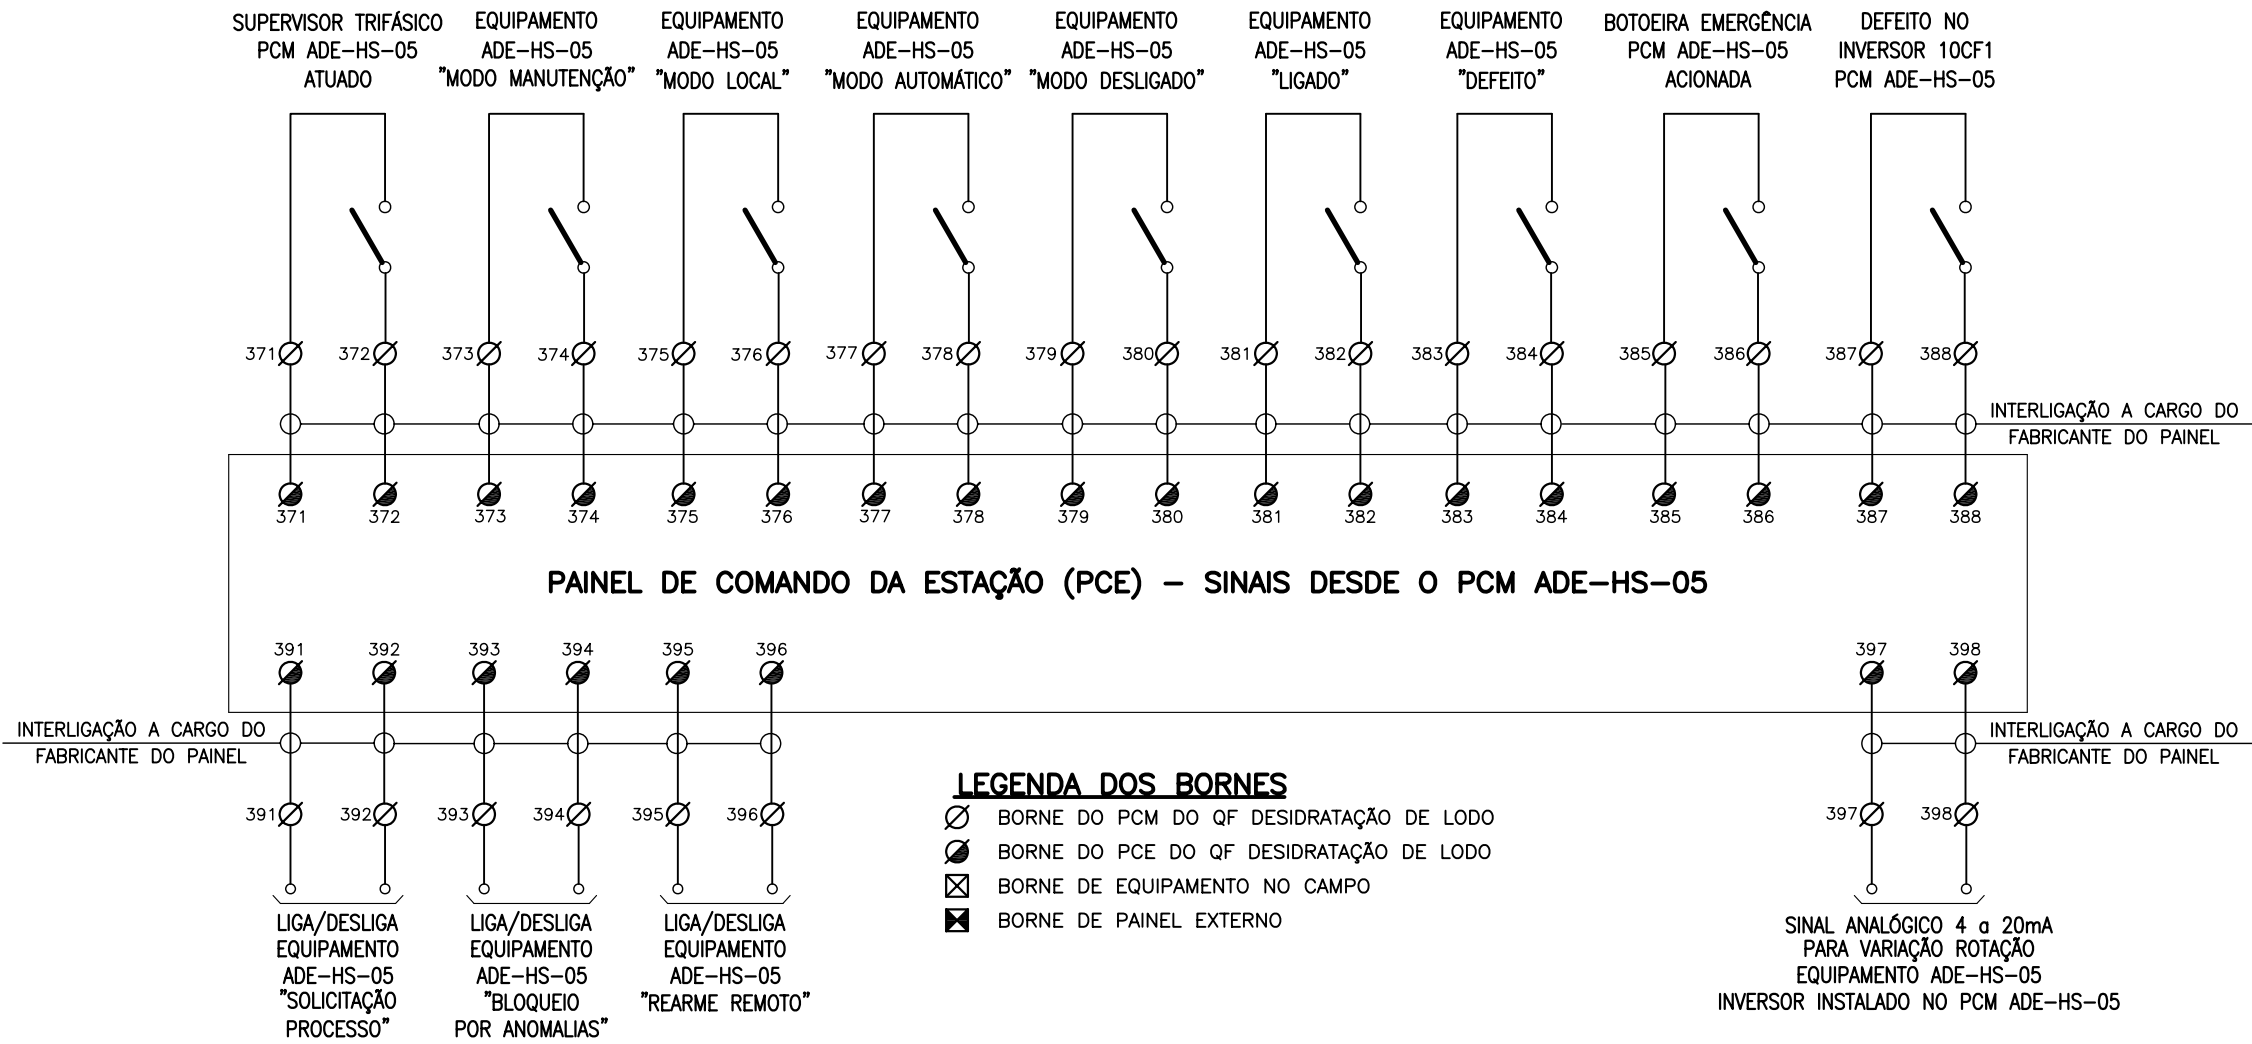 SUPERVISOR TRIFÁSICO
PCM ADE-HS-05
ATUADO
EQUIPAMENTO
ADE-HS-05
"MODO MANUTENÇÃO"
EQUIPAMENTO
ADE-HS-05
"MODO LOCAL"
EQUIPAMENTO
ADE-HS-05
"MODO AUTOMÁTICO"
EQUIPAMENTO
ADE-HS-05
"MODO DESLIGADO"
EQUIPAMENTO
ADE-HS-05
"LIGADO"
EQUIPAMENTO
ADE-HS-05
"DEFEITO"
BOTOEIRA EMERGÊNCIA
PCM ADE-HS-05
ACIONADA
DEFEITO NO
INVERSOR 10CF1
PCM ADE-HS-05
371 372 373 374 375 376 377 378 379 380 381 382 383 384 385 386 387 388
INTERLIGAÇÃO A CARGO DO
FABRICANTE DO PAINEL
371 372 373 374 375 376 377 378 379 380 381 382 383 384 385 386 387 388
PAINEL DE COMANDO DA ESTAÇÃO (PCE) - SINAIS DESDE O PCM ADE-HS-05
391 392 393 394 395 396 397 398
INTERLIGAÇÃO A CARGO DO
FABRICANTE DO PAINEL
INTERLIGAÇÃO A CARGO DO
FABRICANTE DO PAINEL
391 392 393 394 395 396 397 398
LEGENDA DOS BORNES
BORNE DO PCM DO QF DESIDRATAÇÃO DE LODO
BORNE DO PCE DO QF DESIDRATAÇÃO DE LODO
BORNE DE EQUIPAMENTO NO CAMPO
BORNE DE PAINEL EXTERNO
LIGA/DESLIGA
EQUIPAMENTO
ADE-HS-05
"SOLICITAÇÃO
PROCESSO"
LIGA/DESLIGA
EQUIPAMENTO
ADE-HS-05
"BLOQUEIO
POR ANOMALIAS"
LIGA/DESLIGA
EQUIPAMENTO
ADE-HS-05
"REARME REMOTO"
SINAL ANALÓGICO 4 a 20mA
PARA VARIAÇÃO ROTAÇÃO
EQUIPAMENTO ADE-HS-05
INVERSOR INSTALADO NO PCM ADE-HS-05